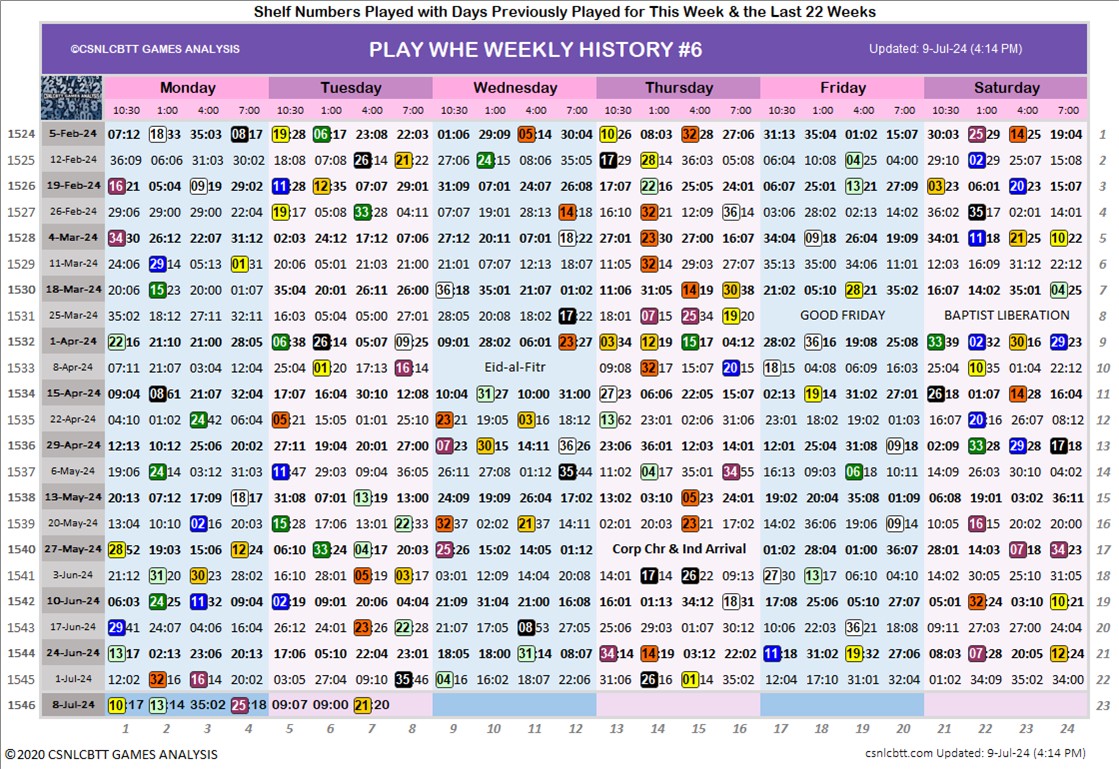 Shelf Numbers Played with Days Previously Played for This Week & the Last 22 Weeks
©CSNLCBTT GAMES ANALYSIS PLAY WHE WEEKLY HISTORY #6 Updated: 9-Jul-24 (4:14 PM)
Monday Tuesday Wednesday Thursday Friday Saturday
10:30 1:00 4:00 7:00 10:30 1:00 4:00 7:00 10:30 1:00 4:00 7:00 10:30 1:00 4:00 7:00 10:30 1:00 4:00 7:00 10:30 1:00 4:00 7:00
1524 5-Feb-24 07:12 18:33 35:03 08:17 19:28 06:17 23:08 22:03 01:06 29:09 05:14 30:04 10:26 08:03 32:28 27:06 31:13 35:04 01:02 15:07 30:03 25:29 14:25 19:04 1
1525 12-Feb-24 36:09 06:06 31:03 30:02 18:08 07:08 26:14 21:22 27:06 24:15 08:06 35:05 17:29 28:14 36:03 05:08 06:04 10:08 04:25 04:00 29:10 02:29 25:07 15:08 2
1526 19-Feb-24 16:21 05:04 09:19 29:02 11:28 12:35 07:07 29:01 31:09 07:01 24:07 26:08 17:07 22:16 25:05 24:01 06:07 25:01 13:21 29:09 03:23 06:01 20:23 15:07 3
1527 26-Feb-24 29:06 29:00 29:00 22:04 19:17 05:08 33:28 04:11 07:07 19:01 28:13 14:18 16:10 32:21 12:09 36:14 03:06 28:02 02:13 14:02 36:02 35:17 02:01 14:01 4
1528 4-Mar-24 34:30 26:12 22:07 31:12 02:03 24:12 17:12 07:06 27:12 20:11 07:01 18:22 27:01 23:30 27:00 16:07 34:04 09:18 26:04 19:09 34:01 11:18 21:25 10:22 5
1529 11-Mar-24 24:06 29:14 05:13 01:31 20:06 05:01 21:03 21:00 21:01 07:07 12:13 18:07 11:05 32:14 29:03 27:07 35:13 35:00 23:06 11:01 12:03 16:09 31:12 22:12 6
1530 18-Mar-24 20:06 15:23 20:00 01:07 35:04 20:01 26:11 26:00 36:18 35:01 21:07 01:02 11:06 31:05 14:19 30:38 21:02 05:10 28:21 35:02 16:07 14:02 11:05 04:25 7
1531 25-Mar-24 35:02 18:12 27:11 32:11 16:03 05:04 05:00 27:01 28:05 20:08 18:02 17:22 18:01 07:15 25:34 19:20 GOOD FRIDAY BAPTIST LIBERATION 8
1532 1-Apr-24 22:16 21:10 21:00 28:05 06:38 26:14 05:07 09:25 09:01 28:02 06:01 23:27 03:34 12:19 15:17 04:12 28:02 36:16 19:08 25:08 33:39 02:32 30:16 29:23 9
1533 8-Apr-24 07:11 21:07 03:04 12:04 25:04 01:20 17:13 16:14 Eid-al-Fitr 09:08 32:17 15:07 20:15 18:15 04:08 06:09 16:03 25:04 10:35 01:04 22:12 10
1534 15-Apr-24 09:04 08:61 21:07 32:04 17:07 16:04 30:10 12:08 10:04 31:27 10:00 31:00 27:23 06:06 22:05 15:07 02:13 19:14 31:02 27:01 26:18 01:07 14:28 16:04 11
1535 22-Apr-24 04:10 01:02 24:42 06:04 05:21 15:05 01:01 25:10 23:21 19:05 03:16 18:12 13:62 23:01 02:03 31:06 23:01 18:02 19:02 01:03 16:07 20:16 26:07 08:12 12
1536 29-Apr-24 12:13 10:12 25:06 20:02 27:11 19:04 20:01 27:00 07:23 30:15 14:11 36:26 23:06 36:01 12:03 14:01 12:01 25:04 31:08 09:18 02:09 33:28 29:28 17:18 13
1537 6-May-24 19:06 24:14 03:12 31:03 11:47 29:03 09:04 36:05 26:11 27:08 01:12 35:44 11:02 04:17 35:01 34:55 16:13 09:03 06:18 10:11 14:09 26:03 30:10 04:02 14
1538 13-May-24 20:13 07:12 17:09 18:17 31:08 07:01 13:19 13:00 24:09 19:09 26:04 17:02 13:02 03:10 05:23 24:01 19:02 20:04 35:08 01:09 06:08 19:01 03:02 36:11 15
1539 20-May-24 13:04 10:10 02:16 20:03 15:28 17:06 13:01 22:33 32:37 02:02 21:37 14:11 02:01 20:03 23:21 17:02 14:02 36:06 19:06 09:14 10:05 16:15 20:02 20:00 16
1540 27-May-24 28:52 19:03 15:06 12:24 06:10 33:24 04:17 20:03 25:26 15:02 14:05 01:12 Corp Chr & Ind Arrival 17:03 01:28 04:01 00:36 07:28 01:14 03:07 18:34 23 17
1541 3-Jun-24 21:12 31:20 30:23 28:02 16:10 28:01 05:19 03:17 03:01 12:09 14:04 20:08 14:01 17:14 26:22 09:13 27:30 13:17 06:10 04:10 14:02 30:05 25:10 31:05 18
1542 10-Jun-24 06:03 24:25 11:32 09:04 02:19 09:01 20:06 04:04 21:09 31:04 21:00 16:08 16:01 01:13 34:12 18:31 17:08 25:06 05:10 27:07 05:01 32:24 03:10 10:21 19
1543 17-Jun-24 29:41 24:07 04:06 16:04 26:12 24:01 23:26 22:28 21:07 17:05 08:53 27:05 25:06 29:03 01:07 30:12 10:06 23:03 36:21 18:08 09:11 27:03 27:00 24:04 20
1544 24-Jun-24 13:17 02:13 23:06 20:13 17:06 05:10 22:04 23:01 18:05 18:00 31:14 08:07 34:14 14:19 03:12 22:02 11:18 31:02 19:32 27:06 08:03 07:28 20:05 12:24 21
1545 1-Jul-24 12:02 32:16 16:14 20:02 03:05 27:04 09:10 35:46 04:16 16:02 18:07 22:06 31:06 26:16 01:14 35:02 12:04 17:10 31:01 32:04 01:02 34:09 35:02 34:00 22
1546 8-Jul-24 10:17 13:14 35:02 25:18 09:07 09:00 21:20 23
1 2 3 4 5 6 7 8 9 10 11 12 13 14 15 16 17 18 19 20 21 22 23 24
©2020 CSNLCBTT GAMES ANALYSIS csnlcbtt.com Updated: 9-Jul-24 (4:14 PM)